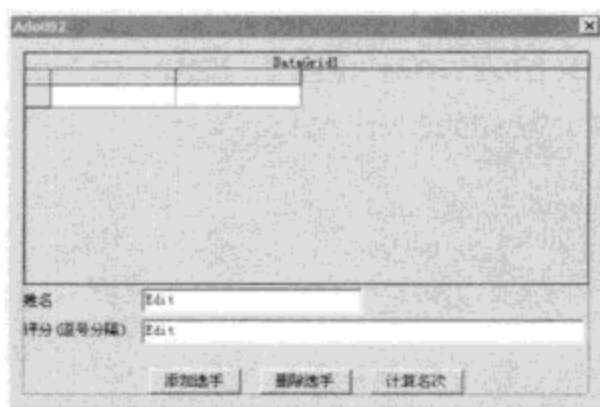 Ado052
DataGrid1
姓名
Edit
评分(逗号分隔)
Edit
添加选手 删除选手 计算名次